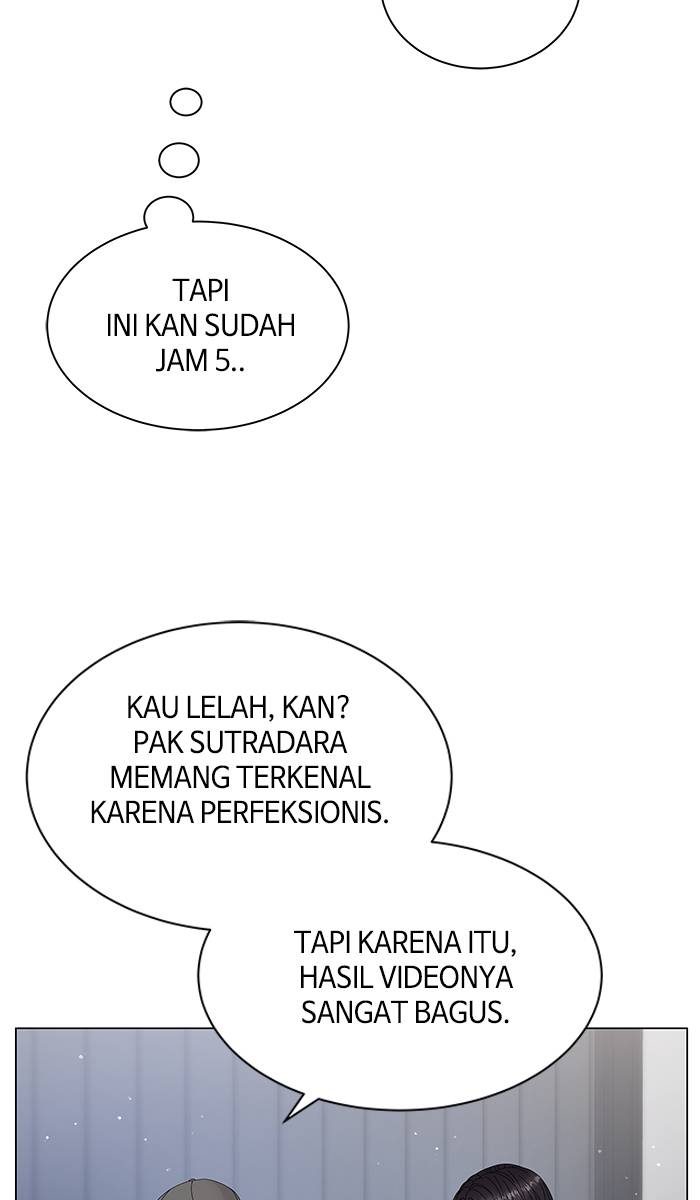 TAPI
INI KAN SUDAH
JAM 5..
KAU LELAH, KAN?
PAK SUTRADARA
MEMANG TERKENAL
KARENA PERFEKSIONIS.
TAPI KARENA ITU,
HASIL VIDEONYA
SANGAT BAGUS.